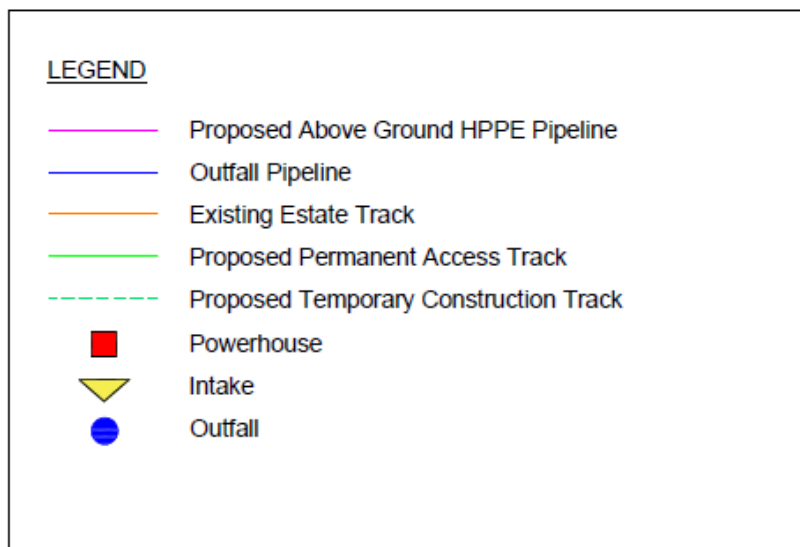 LEGEND
Proposed Above Ground HPPE Pipeline
Outfall Pipeline
Existing Estate Track
Proposed Permanent Access Track
Proposed Temporary Construction Track
Powerhouse
Intake
Outfall